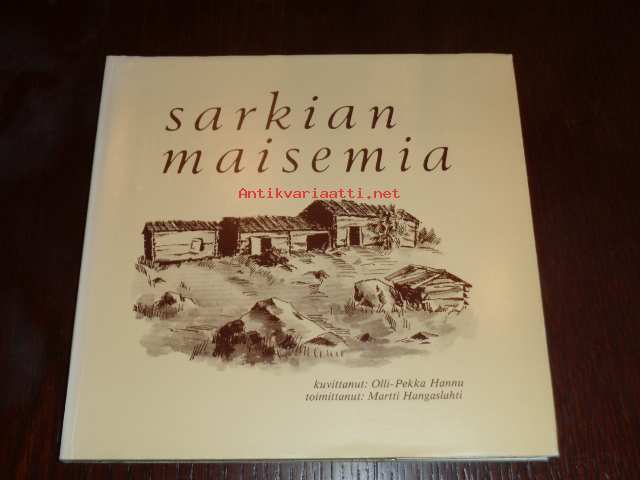 sarkian
maisemia
Antikvariaatti.net
kuvittanut: Olli-Pekka Hannu
toimittanut: Martti Hangaslahti